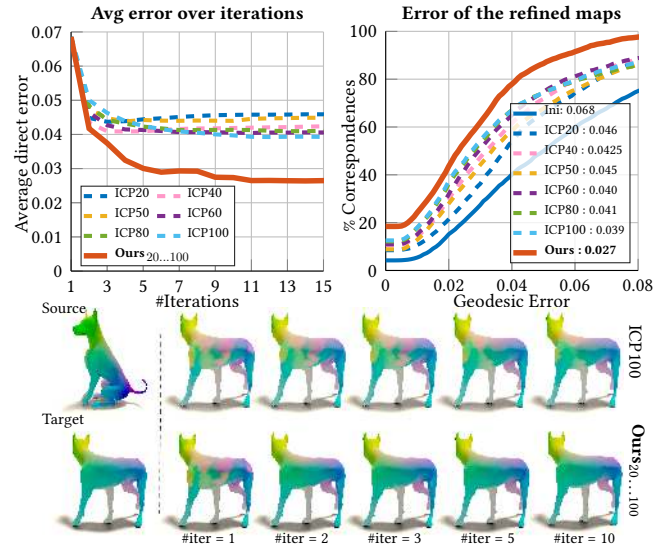 Avg error over iterations
Error of the refined maps
Average direct error
0.07
0.06
0.05
0.04
0.03
0.02
0.01
0
1 3 5 7 9 11 13 15
#Iterations
ICP20 ICP40
ICP50 ICP60
ICP80 ICP100
Ours20...100
% Correspondences
100
80
60
40
20
0
0 0.02 0.04 0.06 0.08
Geodesic Error
Ini: 0.068
ICP20 : 0.046
ICP40 : 0.0425
ICP50 : 0.045
ICP60 : 0.040
ICP80 : 0.041
ICP100 : 0.039
Ours : 0.027
Source
ICP100
Target
Ours20...100
#iter = 1 #iter = 2 #iter = 3 #iter = 5 #iter = 10